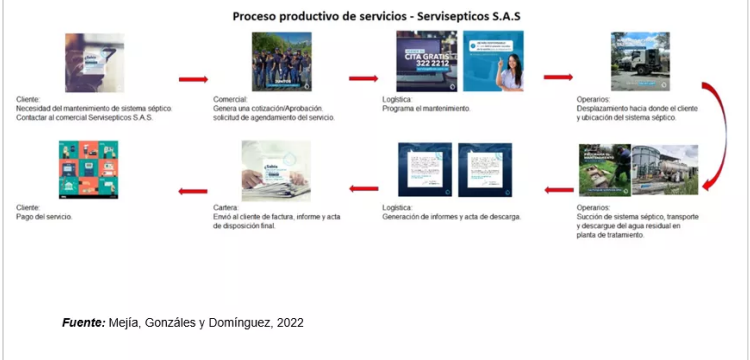 Proceso productivo de servicios - Servisepticos S.A.S
CITA GRATIS
322 2212
Cliente:
Necesidad del mantenimiento de sistema séptico.
Contactar al comercial Servisepticos S.A.S.
Comercial:
Genera una cotización/Aprobación
solicitud de agendamiento del servicio.
Logística:
Programa el mantenimiento.
Operarios:
Desplazamiento hacia donde el cliente
y ubicación del sistema séptico.
Cliente:
Pago del servicio.
Cartera:
Envió al cliente de factura, informe y acta
de disposición final.
Logística:
Generación de informes y acta de descarga.
Operarios:
Succión de sistema séptico, transporte
y descargue del agua residual en
planta de tratamiento.
Fuente: Mejía, Gonzáles y Domínguez, 2022